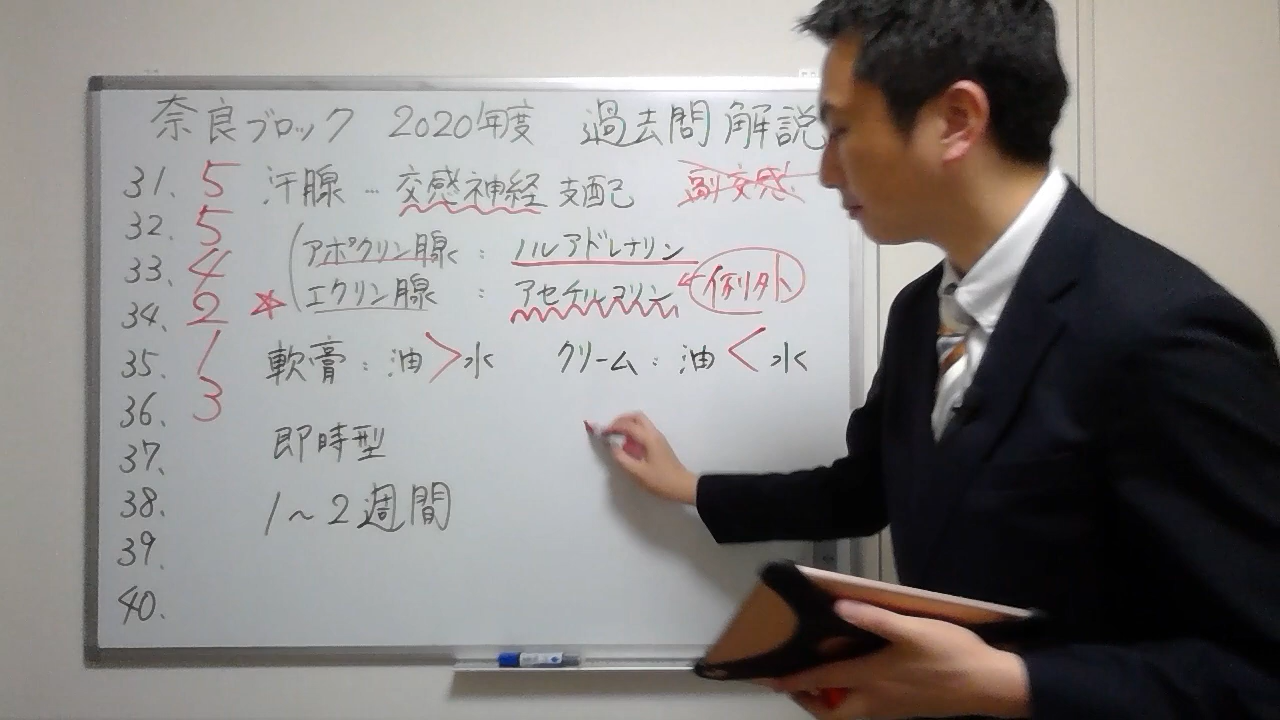 奈良ブロック 2020年度 過去問解説
31. 5 汗腺…交感神経支配 副交感
32. 5 アポクリン腺 : ノルアドレナリン
33. 4 エクリン腺 : アセチルコリン ← 例外
34. 2
35. 1 軟膏 : 油 > 水 クリーム : 油 < 水
36. 3
37. 即時型
38. 1~2週間
39.
40.